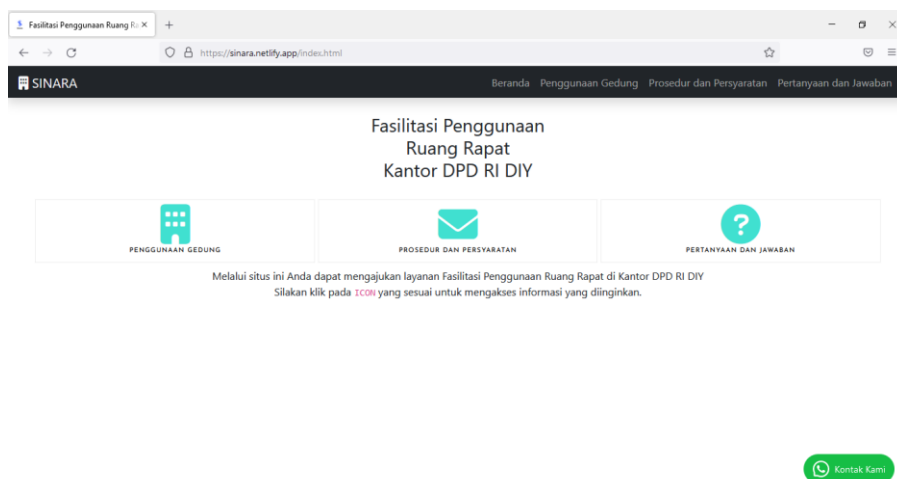 Fasilitasi Penggunaan Ruang Ra
https://sinara.netlify.app/index.html
SINARA
Beranda Penggunaan Gedung Prosedur dan Persyaratan Pertanyaan dan Jawaban
Fasilitasi Penggunaan
Ruang Rapat
Kantor DPD RI DIY
PENGGUNAAN GEDUNG
PROSEDUR DAN PERSYARATAN
PERTANYAAN DAN JAWABAN
Melalui situs ini Anda dapat mengajukan layanan Fasilitasi Penggunaan Ruang Rapat di Kantor DPD RI DIY
Silakan klik pada ICON yang sesuai untuk mengakses informasi yang diinginkan.
Kontak Kami